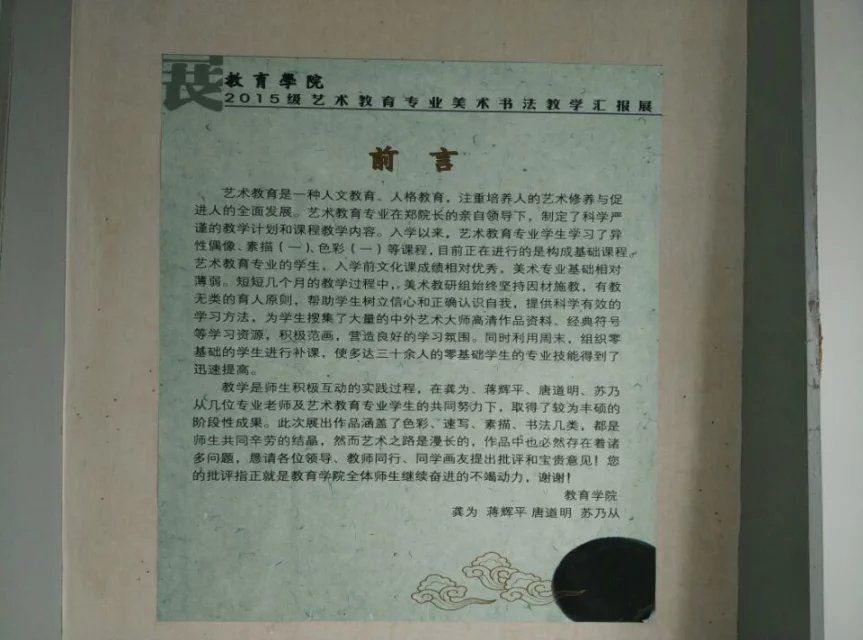 展
教育學院
2015级艺术教育专业美术书法教学汇报展
前言
艺术教育是一种人文教育、人格教育，注重培养人的艺术修养与促
进人的全面发展。艺术教育专业在郑院长的亲自领导下，制定了科学严
谨的教学计划和课程教学内容。入学以来，艺术教育专业学生学习了异
性偶像、素描（一）、色彩（一）等课程，目前正在进行的是构成基础课程。
艺术教育专业的学生，入学前文化课成绩相对优秀，美术专业基础相对
薄弱。短短几个月的教学过程中，美术教研组始终坚持因材施教，有教
无类的育人原则，帮助学生树立信心和正确认识自我，提供科学有效的
学习方法，为学生搜集了大量的中外艺术大师高清作品资料、经典符号
等学习资源，积极范画，营造良好的学习氛围。同时利用周末，组织零
基础的学生进行补课，使多达三十余人的零基础学生的专业技能得到了
迅速提高。
教学是师生积极互动的实践过程，在龚为、蒋辉平、唐道明、苏乃
从几位专业老师及艺术教育专业学生的共同努力下，取得了较为丰硕的
阶段性成果。此次展出作品涵盖了色彩、速写、素描、书法几类，都是
师生共同辛劳的结晶，然而艺术之路是漫长的，作品中也必然存在着诸
多问题，恳请各位领导、教师同行、同学画友提出批评和宝贵意见！您
的批评指正就是教育学院全体师生继续奋进的不竭动力，谢谢！
教育学院
龚为 蒋辉平 唐道明 苏乃从